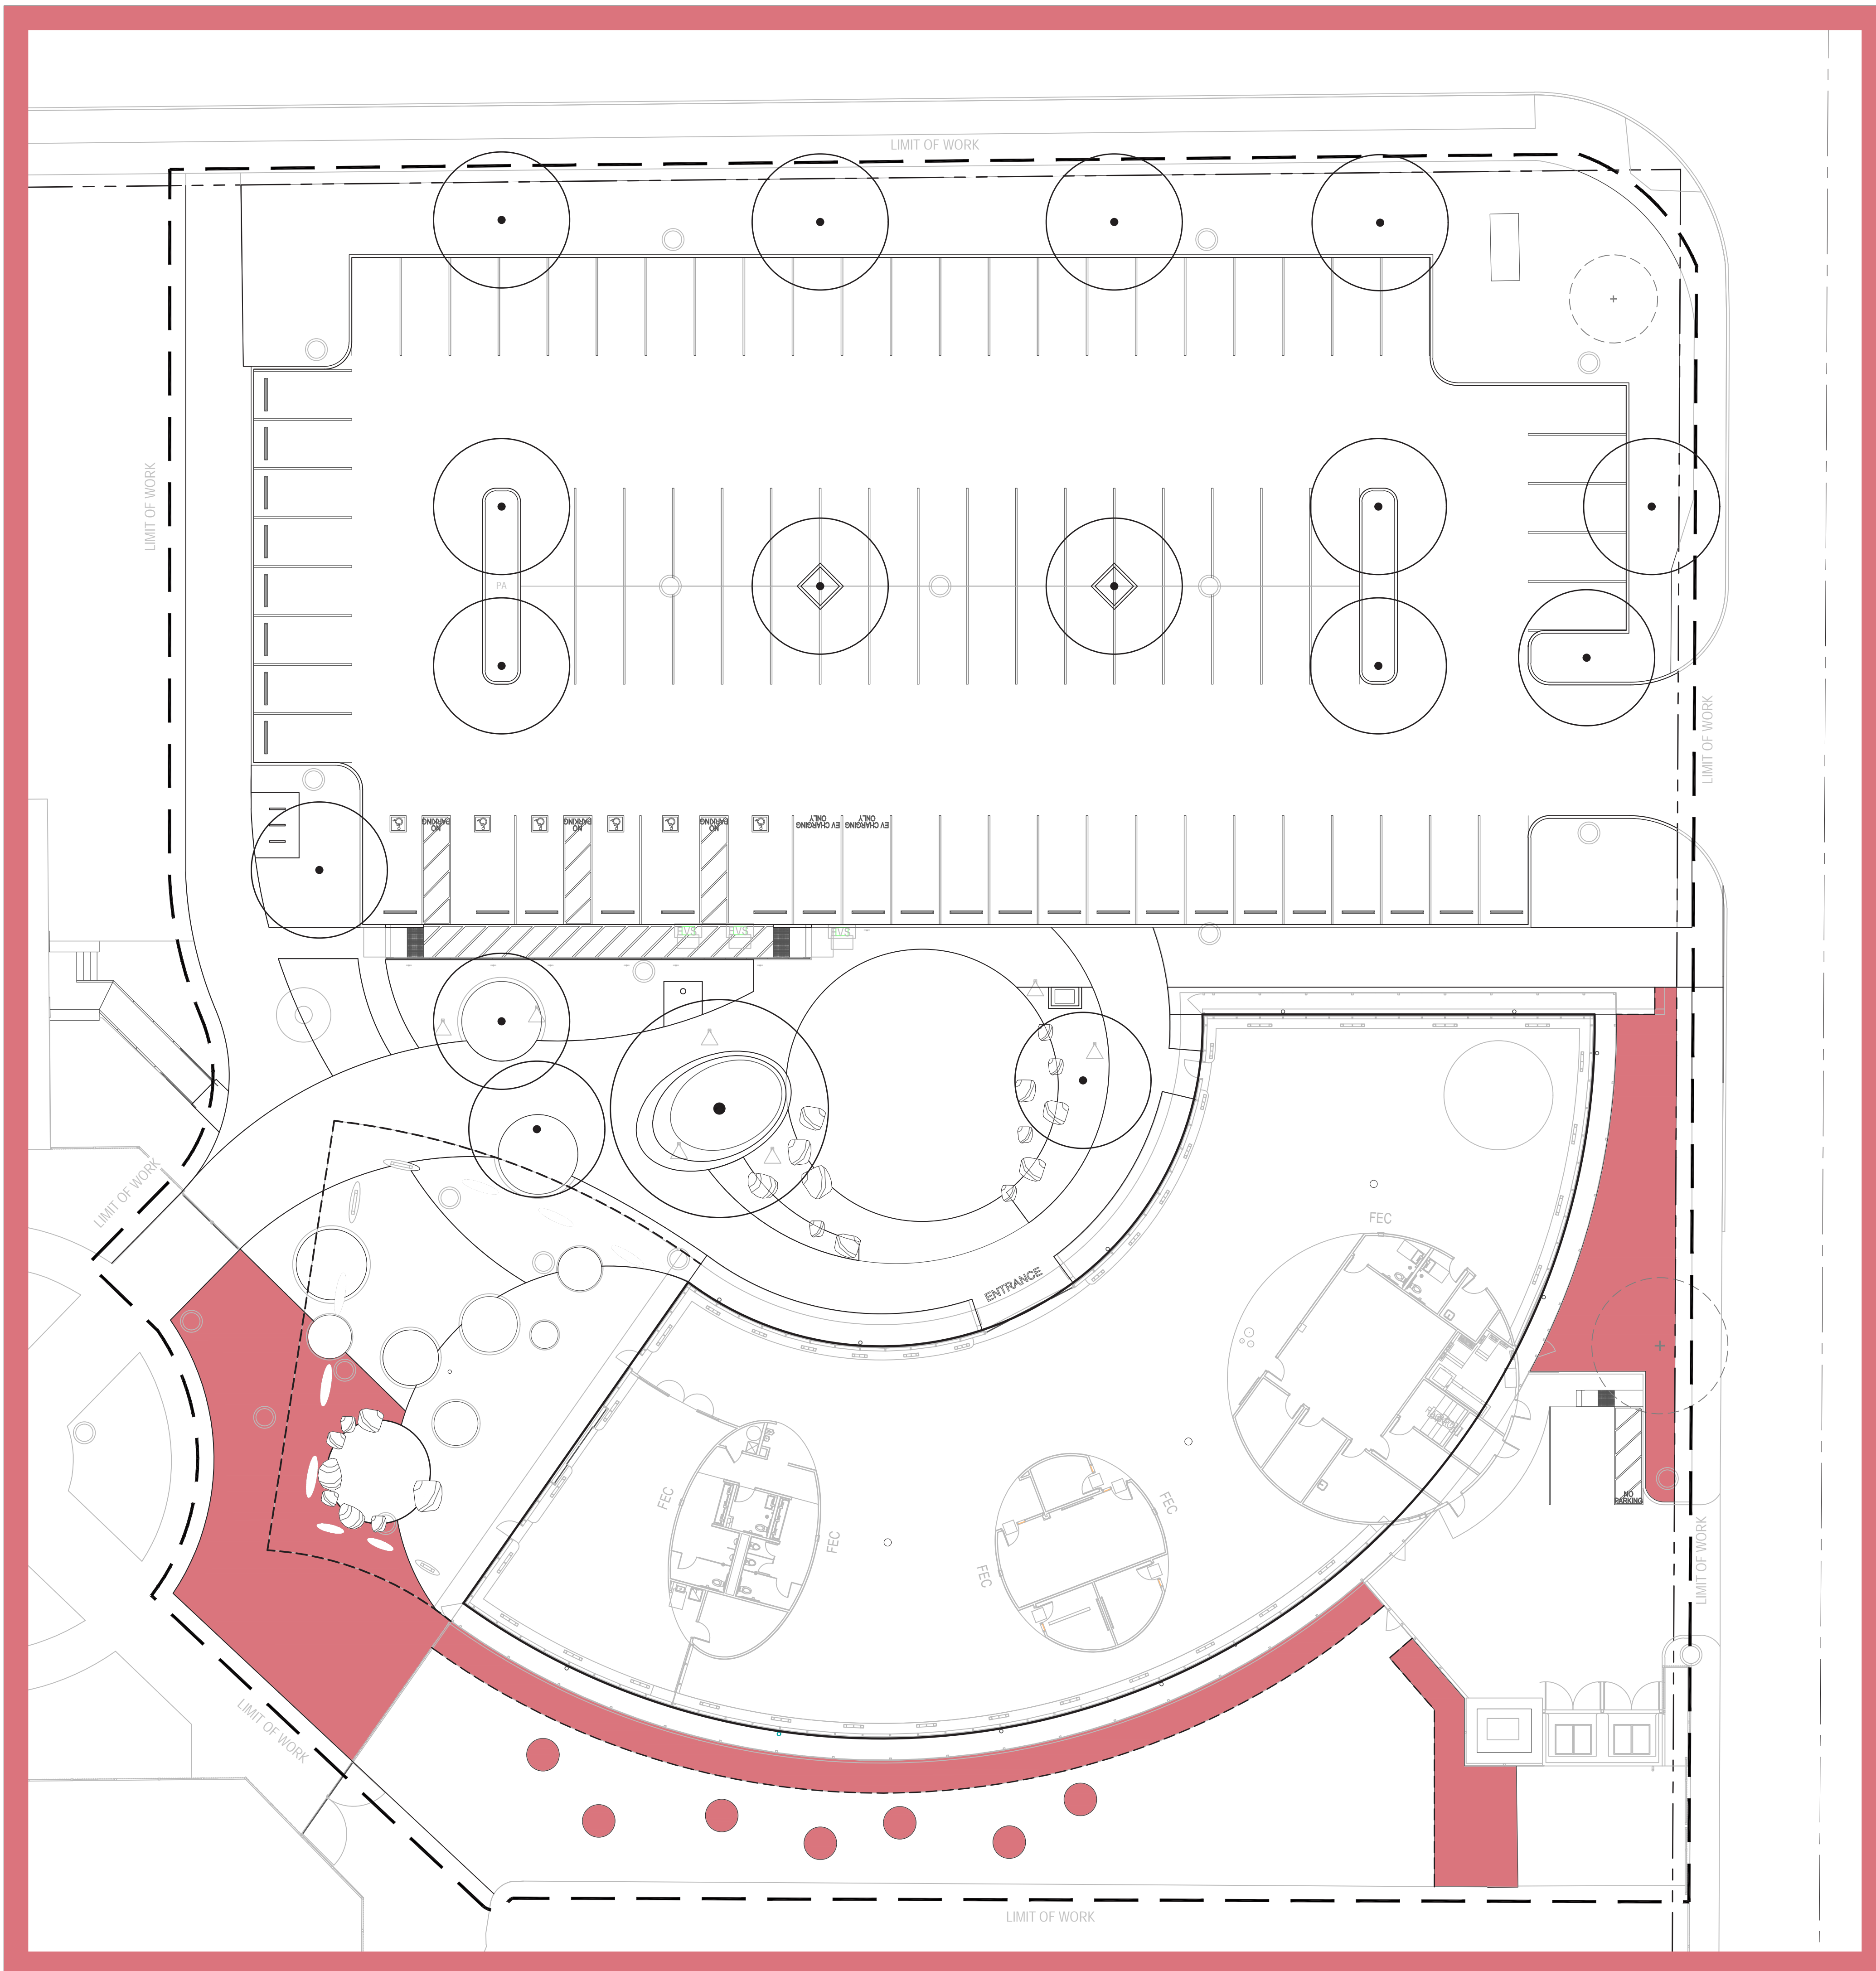 LIMIT OF WORK
LIMIT OF WORK
PA
LIMIT OF WORK
NO
PARKING
NO
PARKING
NO
PARKING
EV CHARGING
ONLY
EV CHARGING
ONLY
EVS
EVS
EVS
LIMIT OF WORK
FEC
ENTRANCE
FEC
FEC
FEC
FEC
NO
PARKING
LIMIT OF WORK
LIMIT OF WORK
LIMIT OF WORK